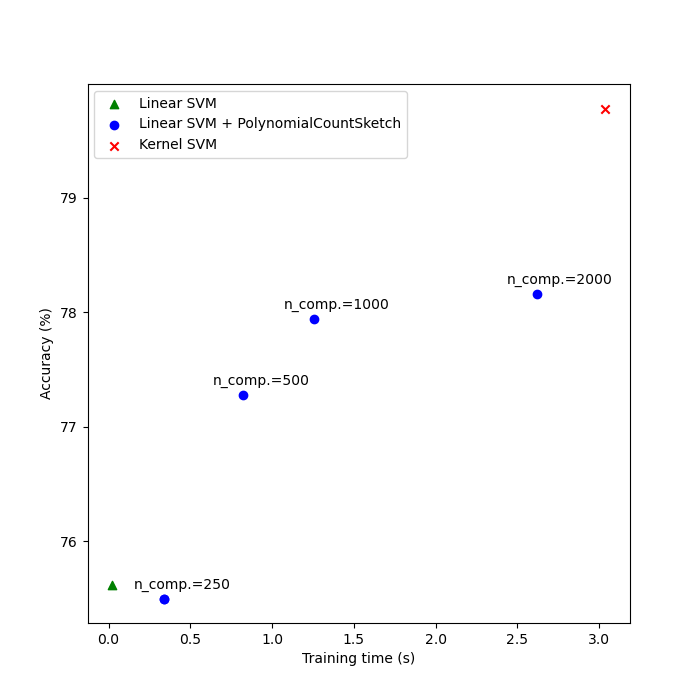 Linear SVM
Linear SVM + PolynomialCountSketch
Kernel SVM
79
78
77
76
Accuracy (%)
n_comp.=2000
n_comp.=1000
n_comp.=500
n_comp.=250
0.0 0.5 1.0 1.5 2.0 2.5 3.0
Training time (s)